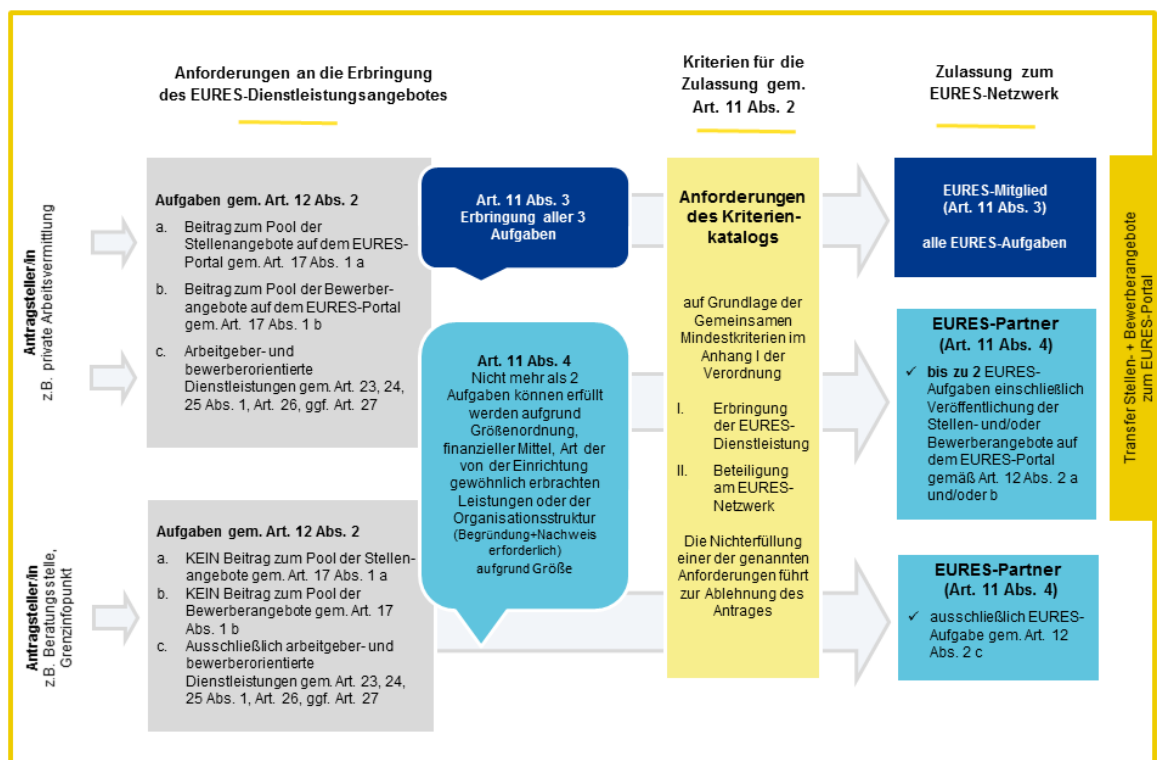 Anforderungen an die Erbringung
des EURES-Dienstleistungsangebotes
Kriterien für die
Zulassung gem.
Art. 11 Abs. 2
Zulassung zum
EURES-Netzwerk
Antragsteller/in
z.B. private Arbeitsvermittlung
Aufgaben gem. Art. 12 Abs. 2
a. Beitrag zum Pool der
Stellenangebote auf dem EURES-
Portal gem. Art. 17 Abs. 1 a
b. Beitrag zum Pool der Bewerber-
angebote auf dem EURES-Portal
gem. Art. 17 Abs. 1 b
c. Arbeitgeber- und
bewerberorientierte
Dienstleistungen gem. Art. 23, 24,
25 Abs. 1, Art. 26, ggf. Art. 27
Antragsteller/in
z.B. Beratungsstelle,
Grenzinfopunkt
Aufgaben gem. Art. 12 Abs. 2
a. KEIN Beitrag zum Pool der Stellen-
angebote gem. Art. 17 Abs. 1 a
b. KEIN Beitrag zum Pool der
Bewerberangebote gem. Art. 17
Abs. 1 b
c. Ausschließlich arbeitgeber- und
bewerberorientierte
Dienstleistungen gem. Art. 23, 24,
25 Abs. 1, Art. 26, ggf. Art. 27
Art. 11 Abs. 3
Erbringung aller 3
Aufgaben
Art. 11 Abs. 4
Nicht mehr als 2
Aufgaben können erfüllt
werden aufgrund
Größenordnung,
finanzieller Mittel, Art der
von der Einrichtung
gewöhnlich erbrachten
Leistungen oder der
Organisationsstruktur
(Begründung+Nachweis
erforderlich)
aufgrund Größe
Anforderungen
des Kriterien-
katalogs
auf Grundlage der
Gemeinsamen
Mindestkriterien im
Anhang I der
Verordnung
I. Erbringung
der EURES-
Dienstleistung
II. Beteiligung
am EURES-
Netzwerk
Die Nichterfüllung
einer der genannten
Anforderungen führt
zur Ablehnung des
Antrages
EURES-Mitglied
(Art. 11 Abs. 3)
alle EURES-Aufgaben
EURES-Partner
(Art. 11 Abs. 4)
✓ bis zu 2 EURES-
Aufgaben einschließlich
Veröffentlichung der
Stellen- und/oder
Bewerberangebote auf
dem EURES-Portal
gemäß Art. 12 Abs. 2 a
und/oder b
EURES-Partner
(Art. 11 Abs. 4)
✓ ausschließlich EURES-
Aufgabe gem. Art. 12
Abs. 2 c
Transfer Stellen- + Bewerberangebote
zum EURES-Portal